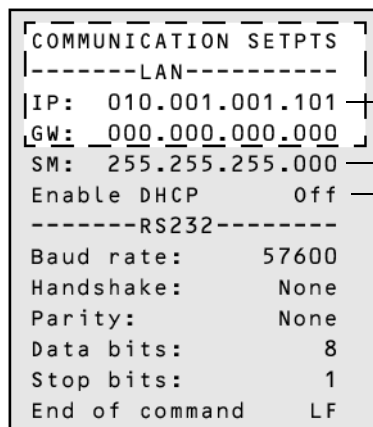 COMMUNICATION SETPTS
-------LAN----------
IP:  010.001.001.101
GW:  000.000.000.000
SM:  255.255.255.000
Enable DHCP      Off
-------RS232--------
Baud rate:     57600
Handshake:      None
Parity:         None
Data bits:         8
Stop bits:         1
End of command    LF